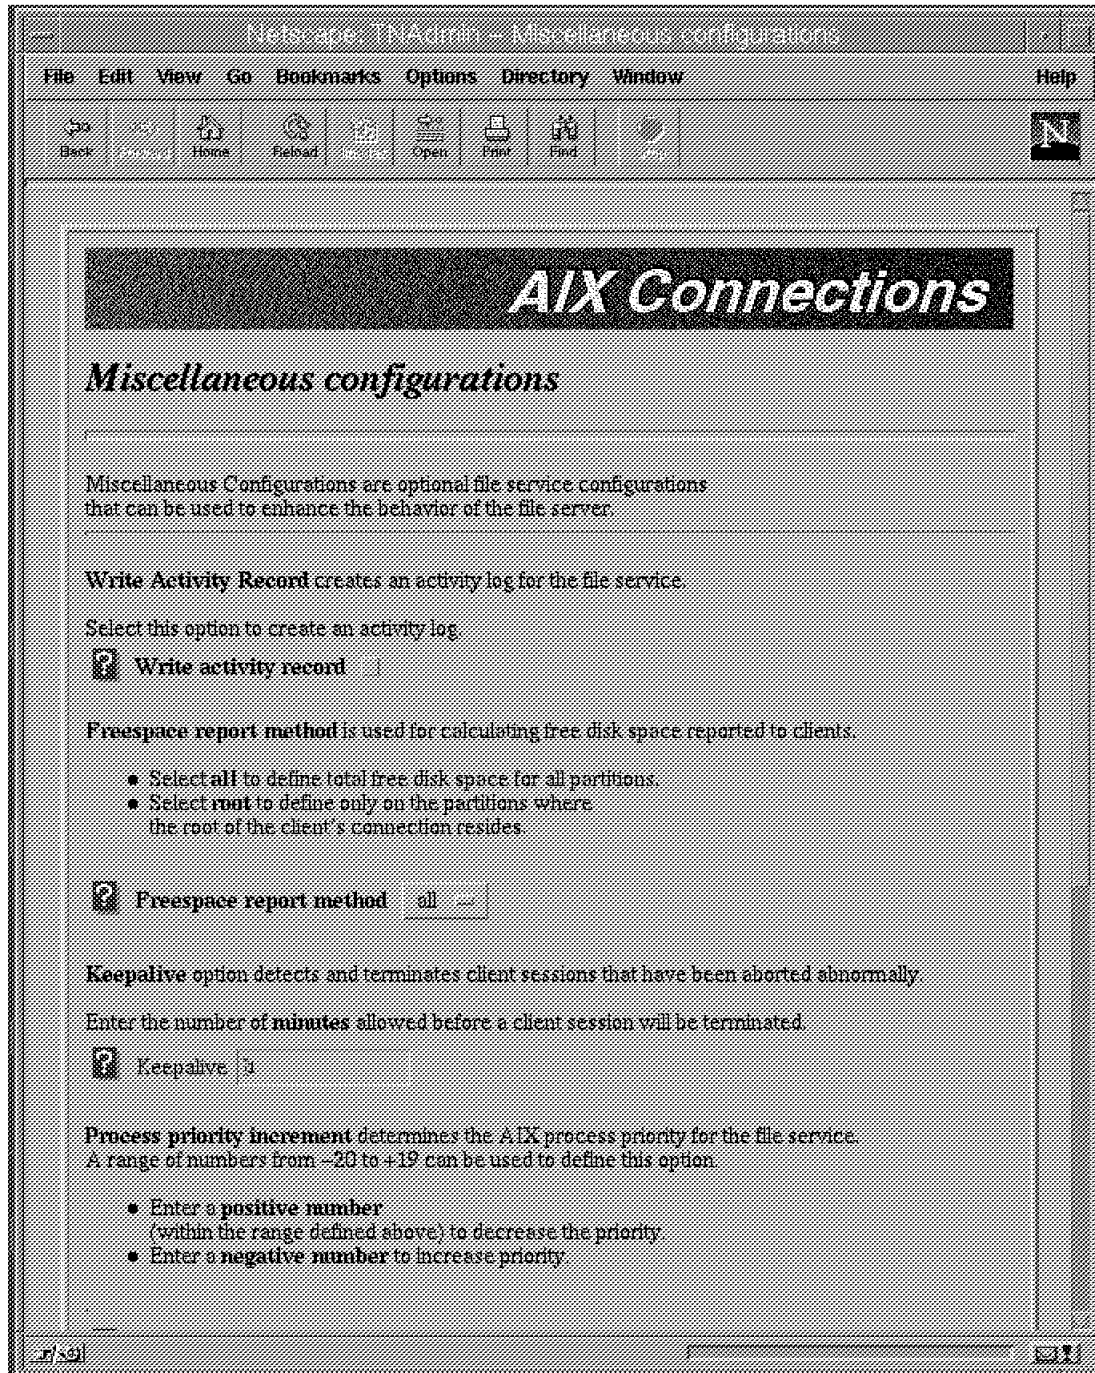 Netscape: TNAdmin – Miscellaneous configurations
File Edit View Go Bookmarks Options Directory Window Help
Back Forward Home Reload Open Print Find Stop
N
AIX Connections
Miscellaneous configurations
Miscellaneous Configurations are optional file service configurations
that can be used to enhance the behavior of the file server.
Write Activity Record creates an activity log for the file service.
Select this option to create an activity log.
? Write activity record
Freespace report method is used for calculating free disk space reported to clients.
● Select all to define total free disk space for all partitions.
● Select root to define only on the partitions where
the root of the client's connection resides.
? Freespace report method all
Keepalive option detects and terminates client sessions that have been aborted abnormally
Enter the number of minutes allowed before a client session will be terminated.
? Keepalive
Process priority increment determines the AIX process priority for the file service.
A range of numbers from –20 to +19 can be used to define this option.
● Enter a positive number
(within the range defined above) to decrease the priority.
● Enter a negative number to increase priority.